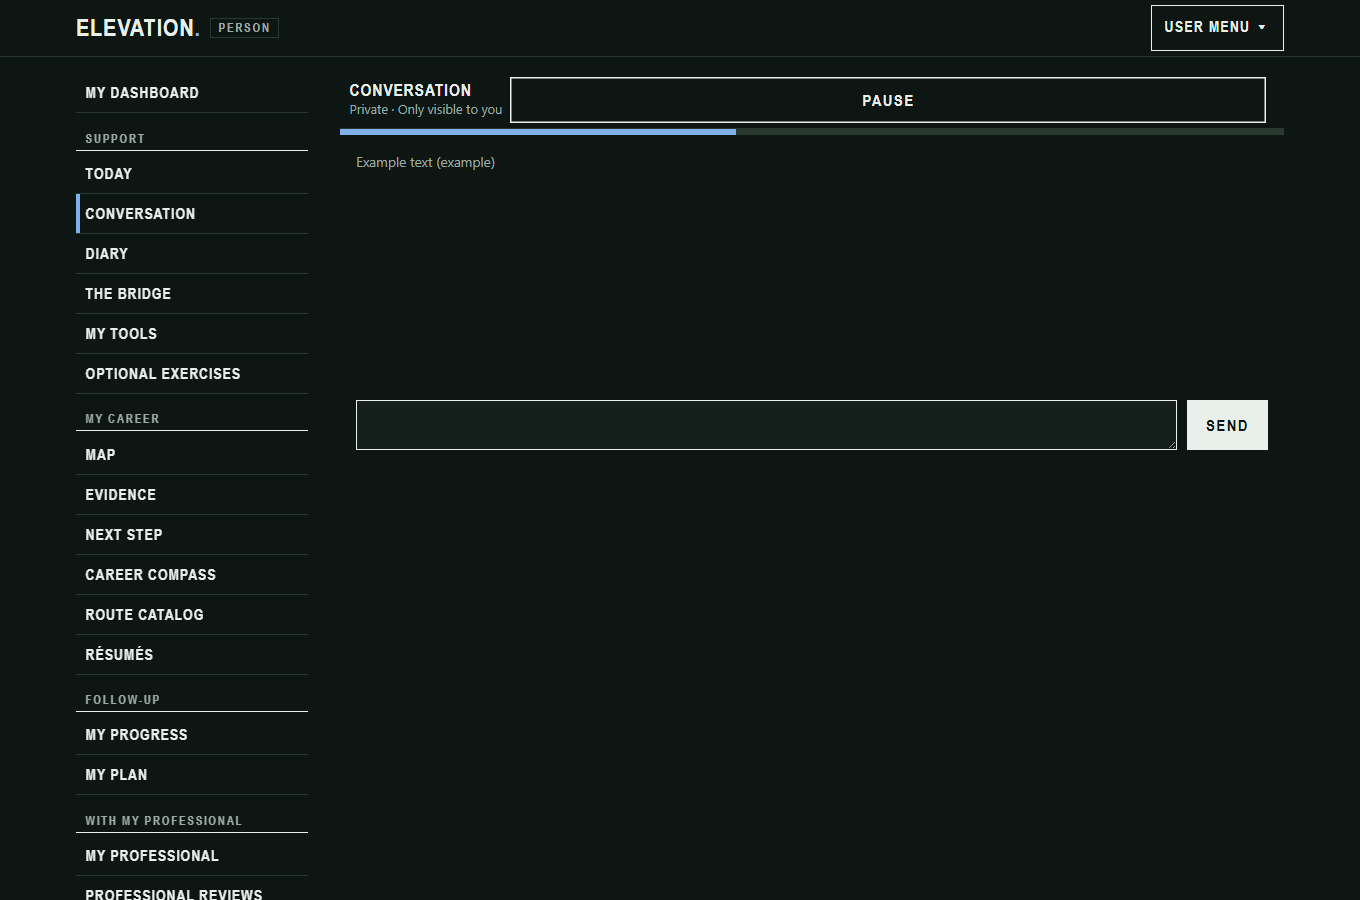 ELEVATION. PERSON
USER MENU
MY DASHBOARD
SUPPORT
TODAY
CONVERSATION
DIARY
THE BRIDGE
MY TOOLS
OPTIONAL EXERCISES
MY CAREER
MAP
EVIDENCE
NEXT STEP
CAREER COMPASS
ROUTE CATALOG
RÉSUMÉS
FOLLOW-UP
MY PROGRESS
MY PLAN
WITH MY PROFESSIONAL
MY PROFESSIONAL
PROFESSIONAL REVIEWS
CONVERSATION
Private · Only visible to you
PAUSE
Example text (example)
SEND